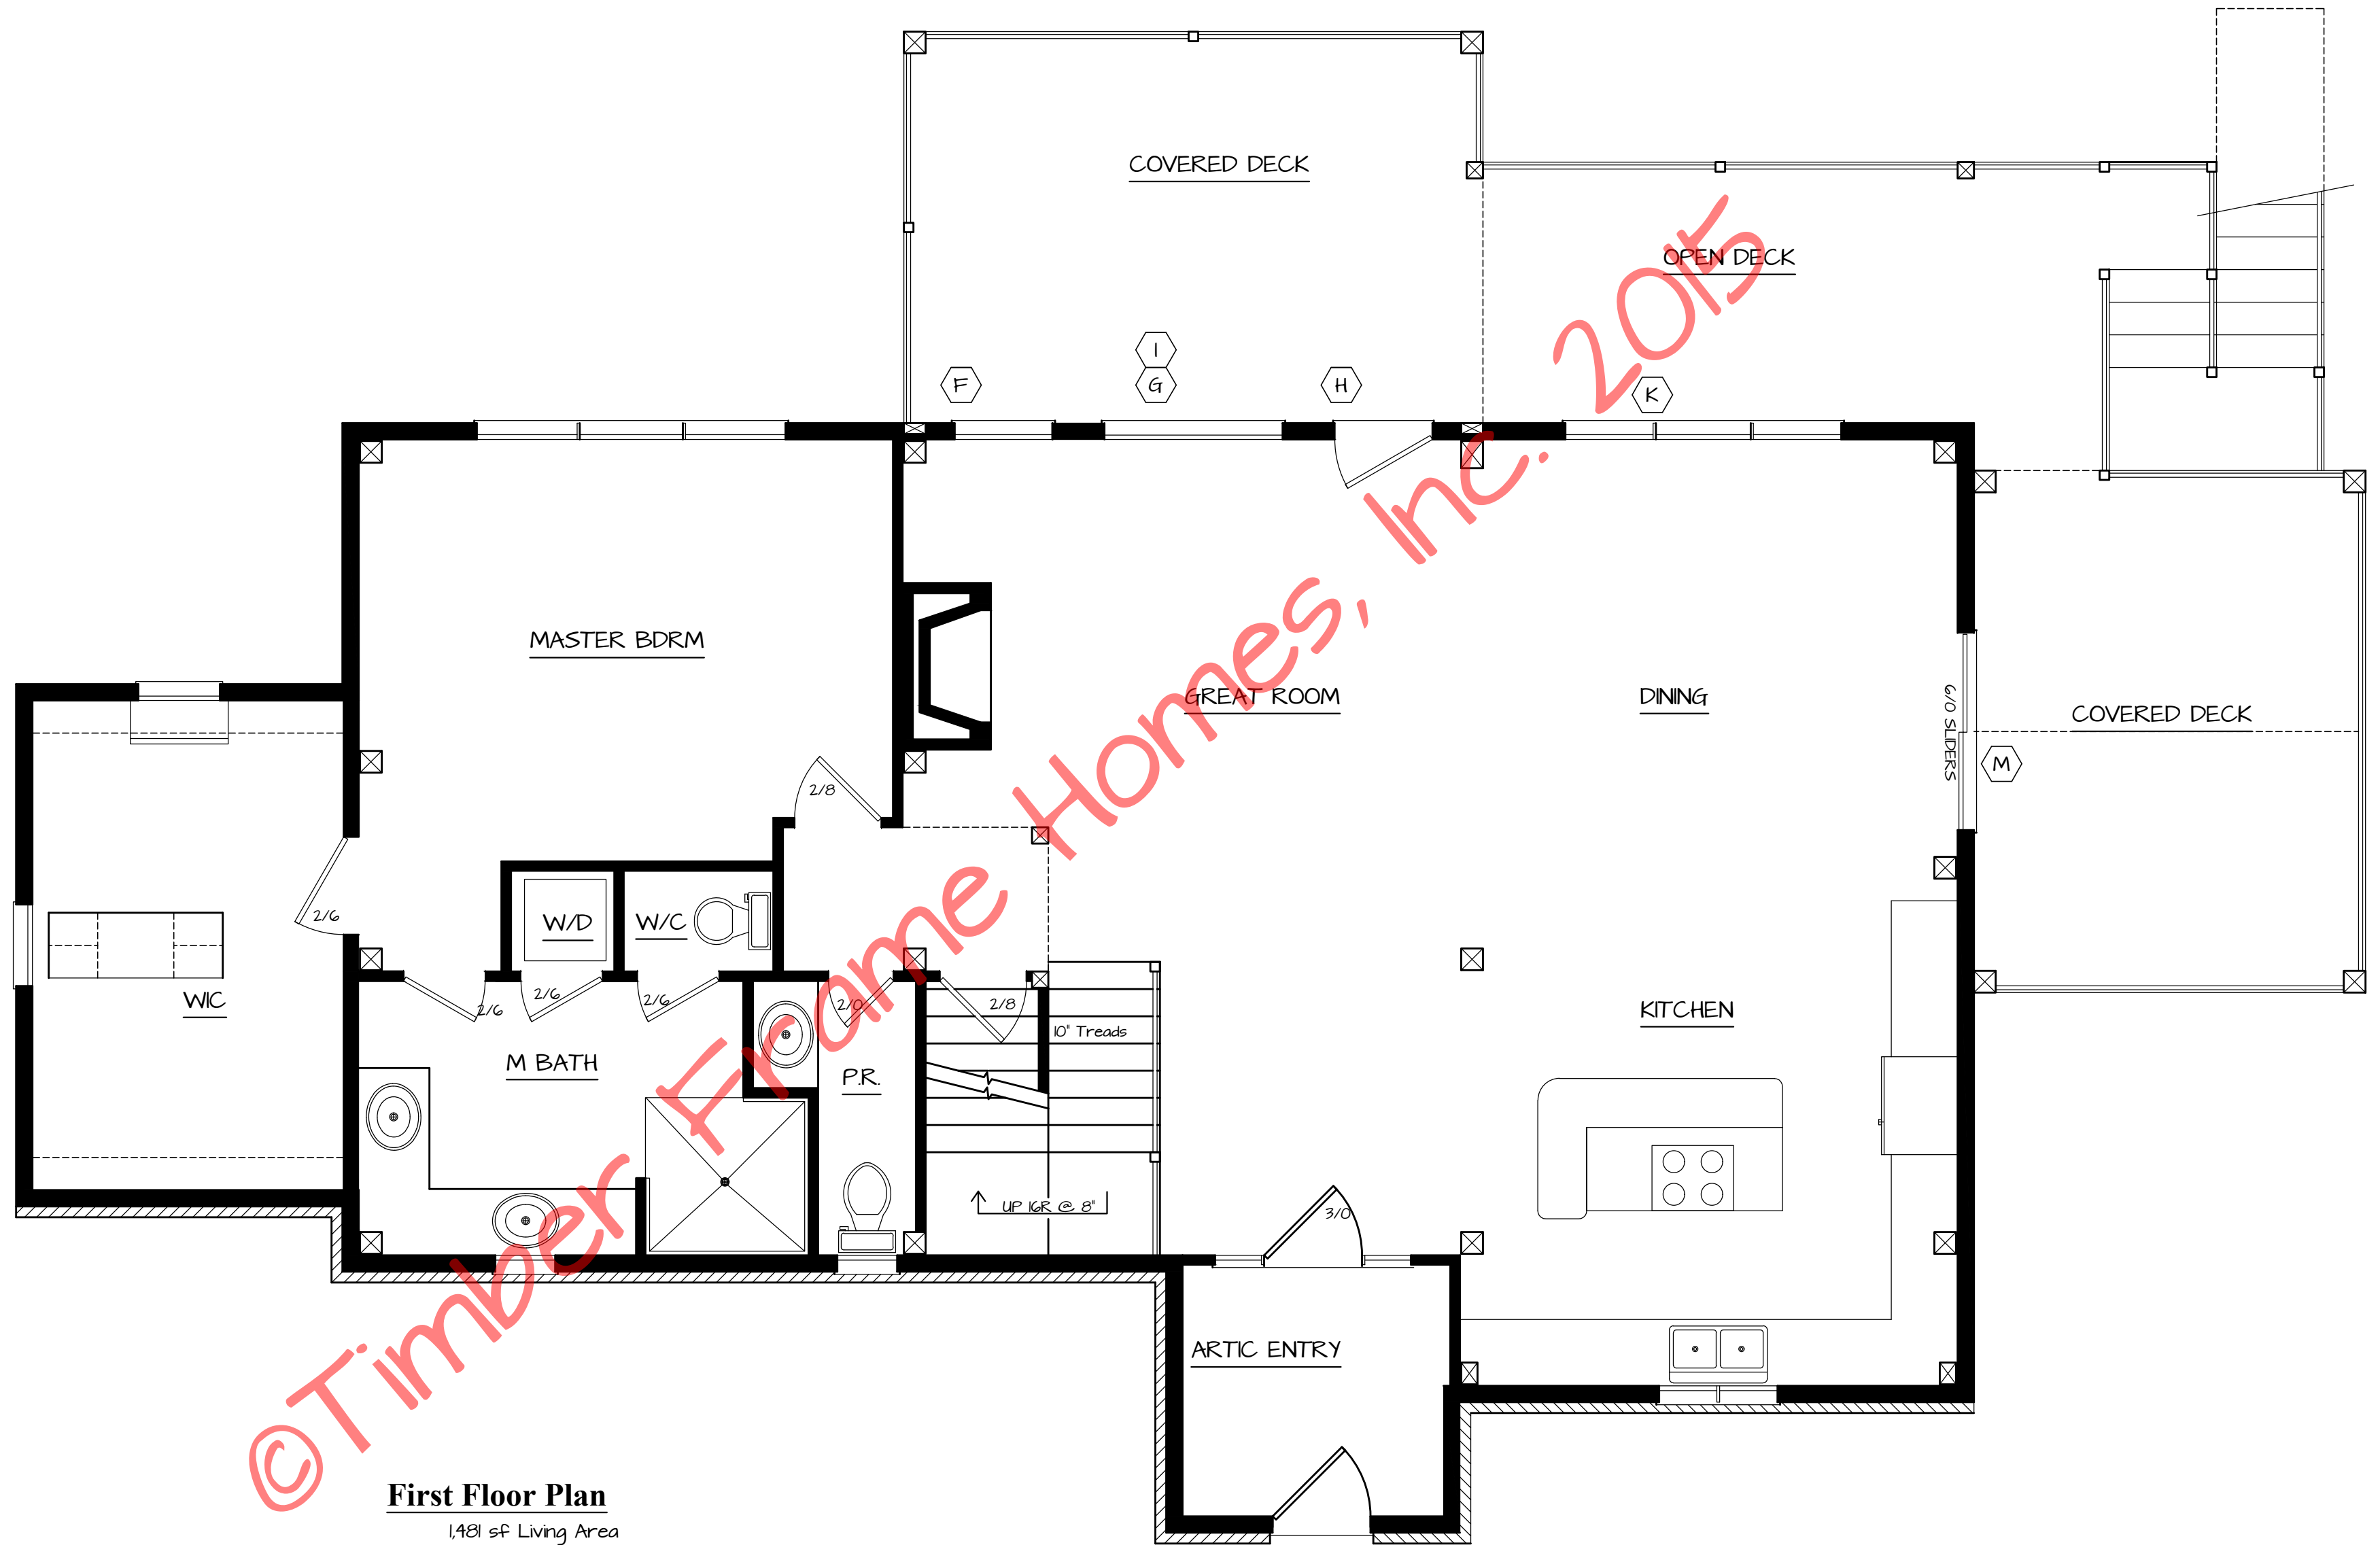 COVERED DECK
OPEN DECK
I
F
G
H
K
MASTER BDRM
GREAT ROOM
DINING
6/0 SLIDERS
COVERED DECK
M
2/8
2/6
W/D
W/C
WIC
2/6
2/6
2/6
2/0
2/8
KITCHEN
10" Treads
M BATH
P.R.
UP 16R @ 8"
3/0
ARTIC ENTRY
©Timber Frame Homes, Inc. 2015
First Floor Plan
1,481 sf Living Area